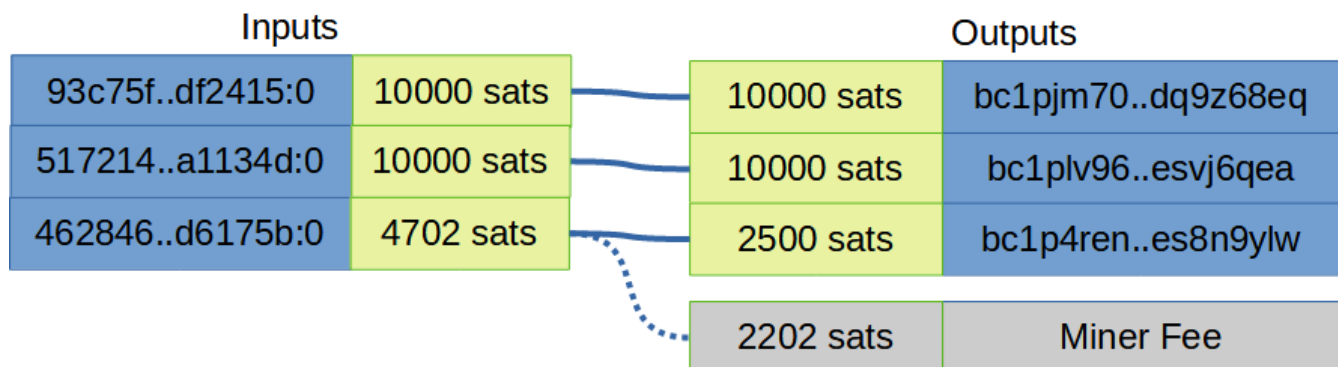 Inputs
Outputs
93c75f..df2415:0 10000 sats 10000 sats bc1pjm70..dq9z68eq
517214..a1134d:0 10000 sats 10000 sats bc1plv96..esvj6qea
462846..d6175b:0 4702 sats 2500 sats bc1p4ren..es8n9ylw
2202 sats Miner Fee